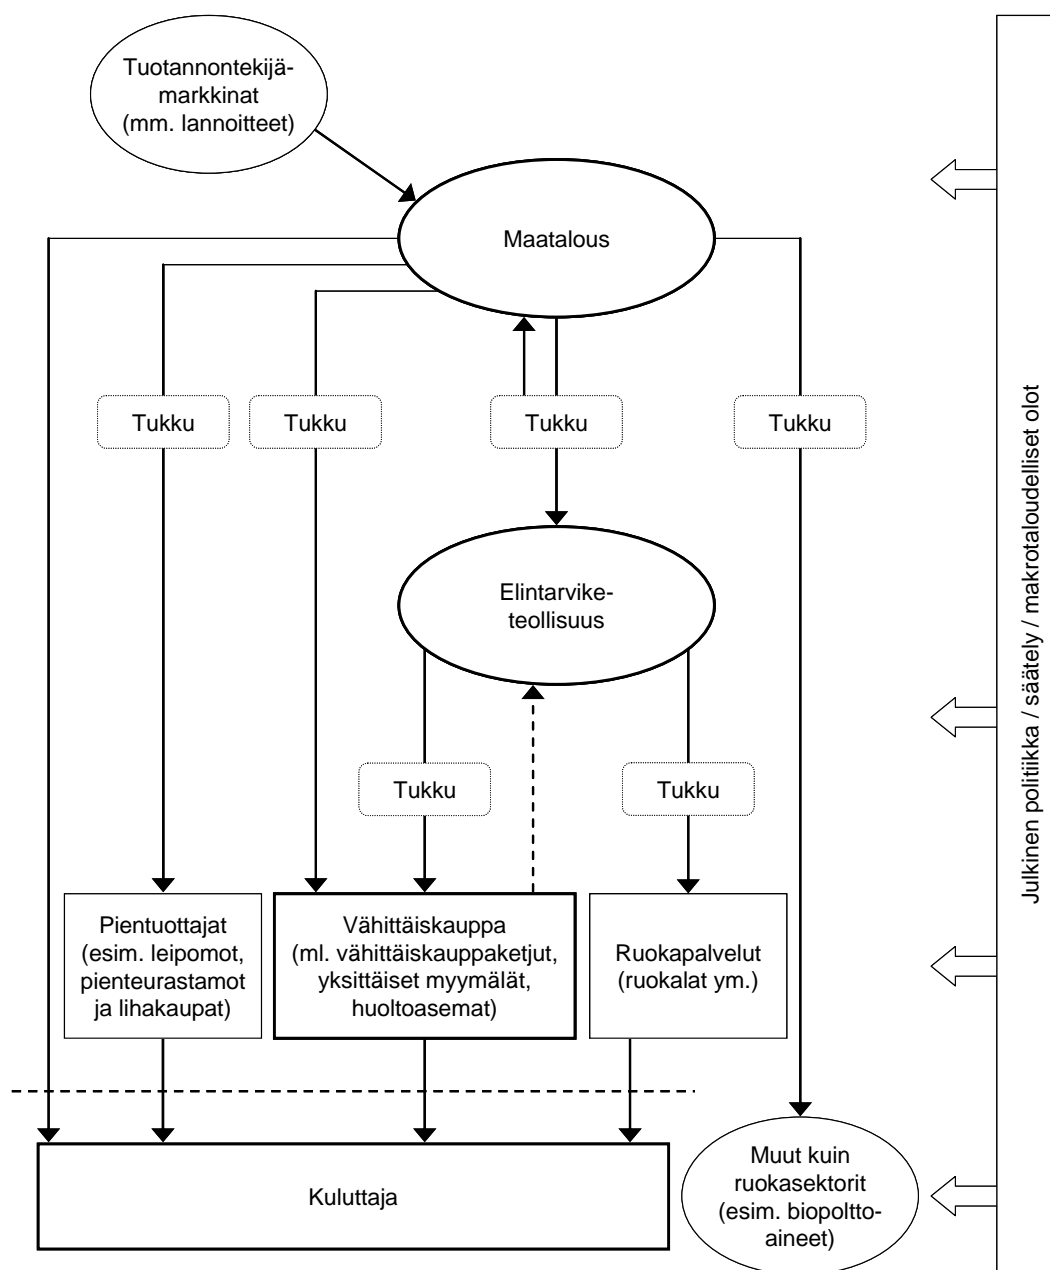 Tuotannontekijä-
markkinat
(mm. lannoitteet)
Maatalous
Tukku
Tukku
Tukku
Tukku
Elintarvike-
teollisuus
Tukku
Tukku
Pientuottajat
(esim. leipomot,
pienteurastamot
ja lihakaupat)
Vähittäiskauppa
(ml. vähittäiskauppaketjut,
yksittäiset myymälät,
huoltoasemat)
Ruokapalvelut
(ruokalat ym.)
Kuluttaja
Muut kuin
ruokasektorit
(esim. biopoltto-
aineet)
Julkinen politiikka / säätely / makrotaloudelliset olot